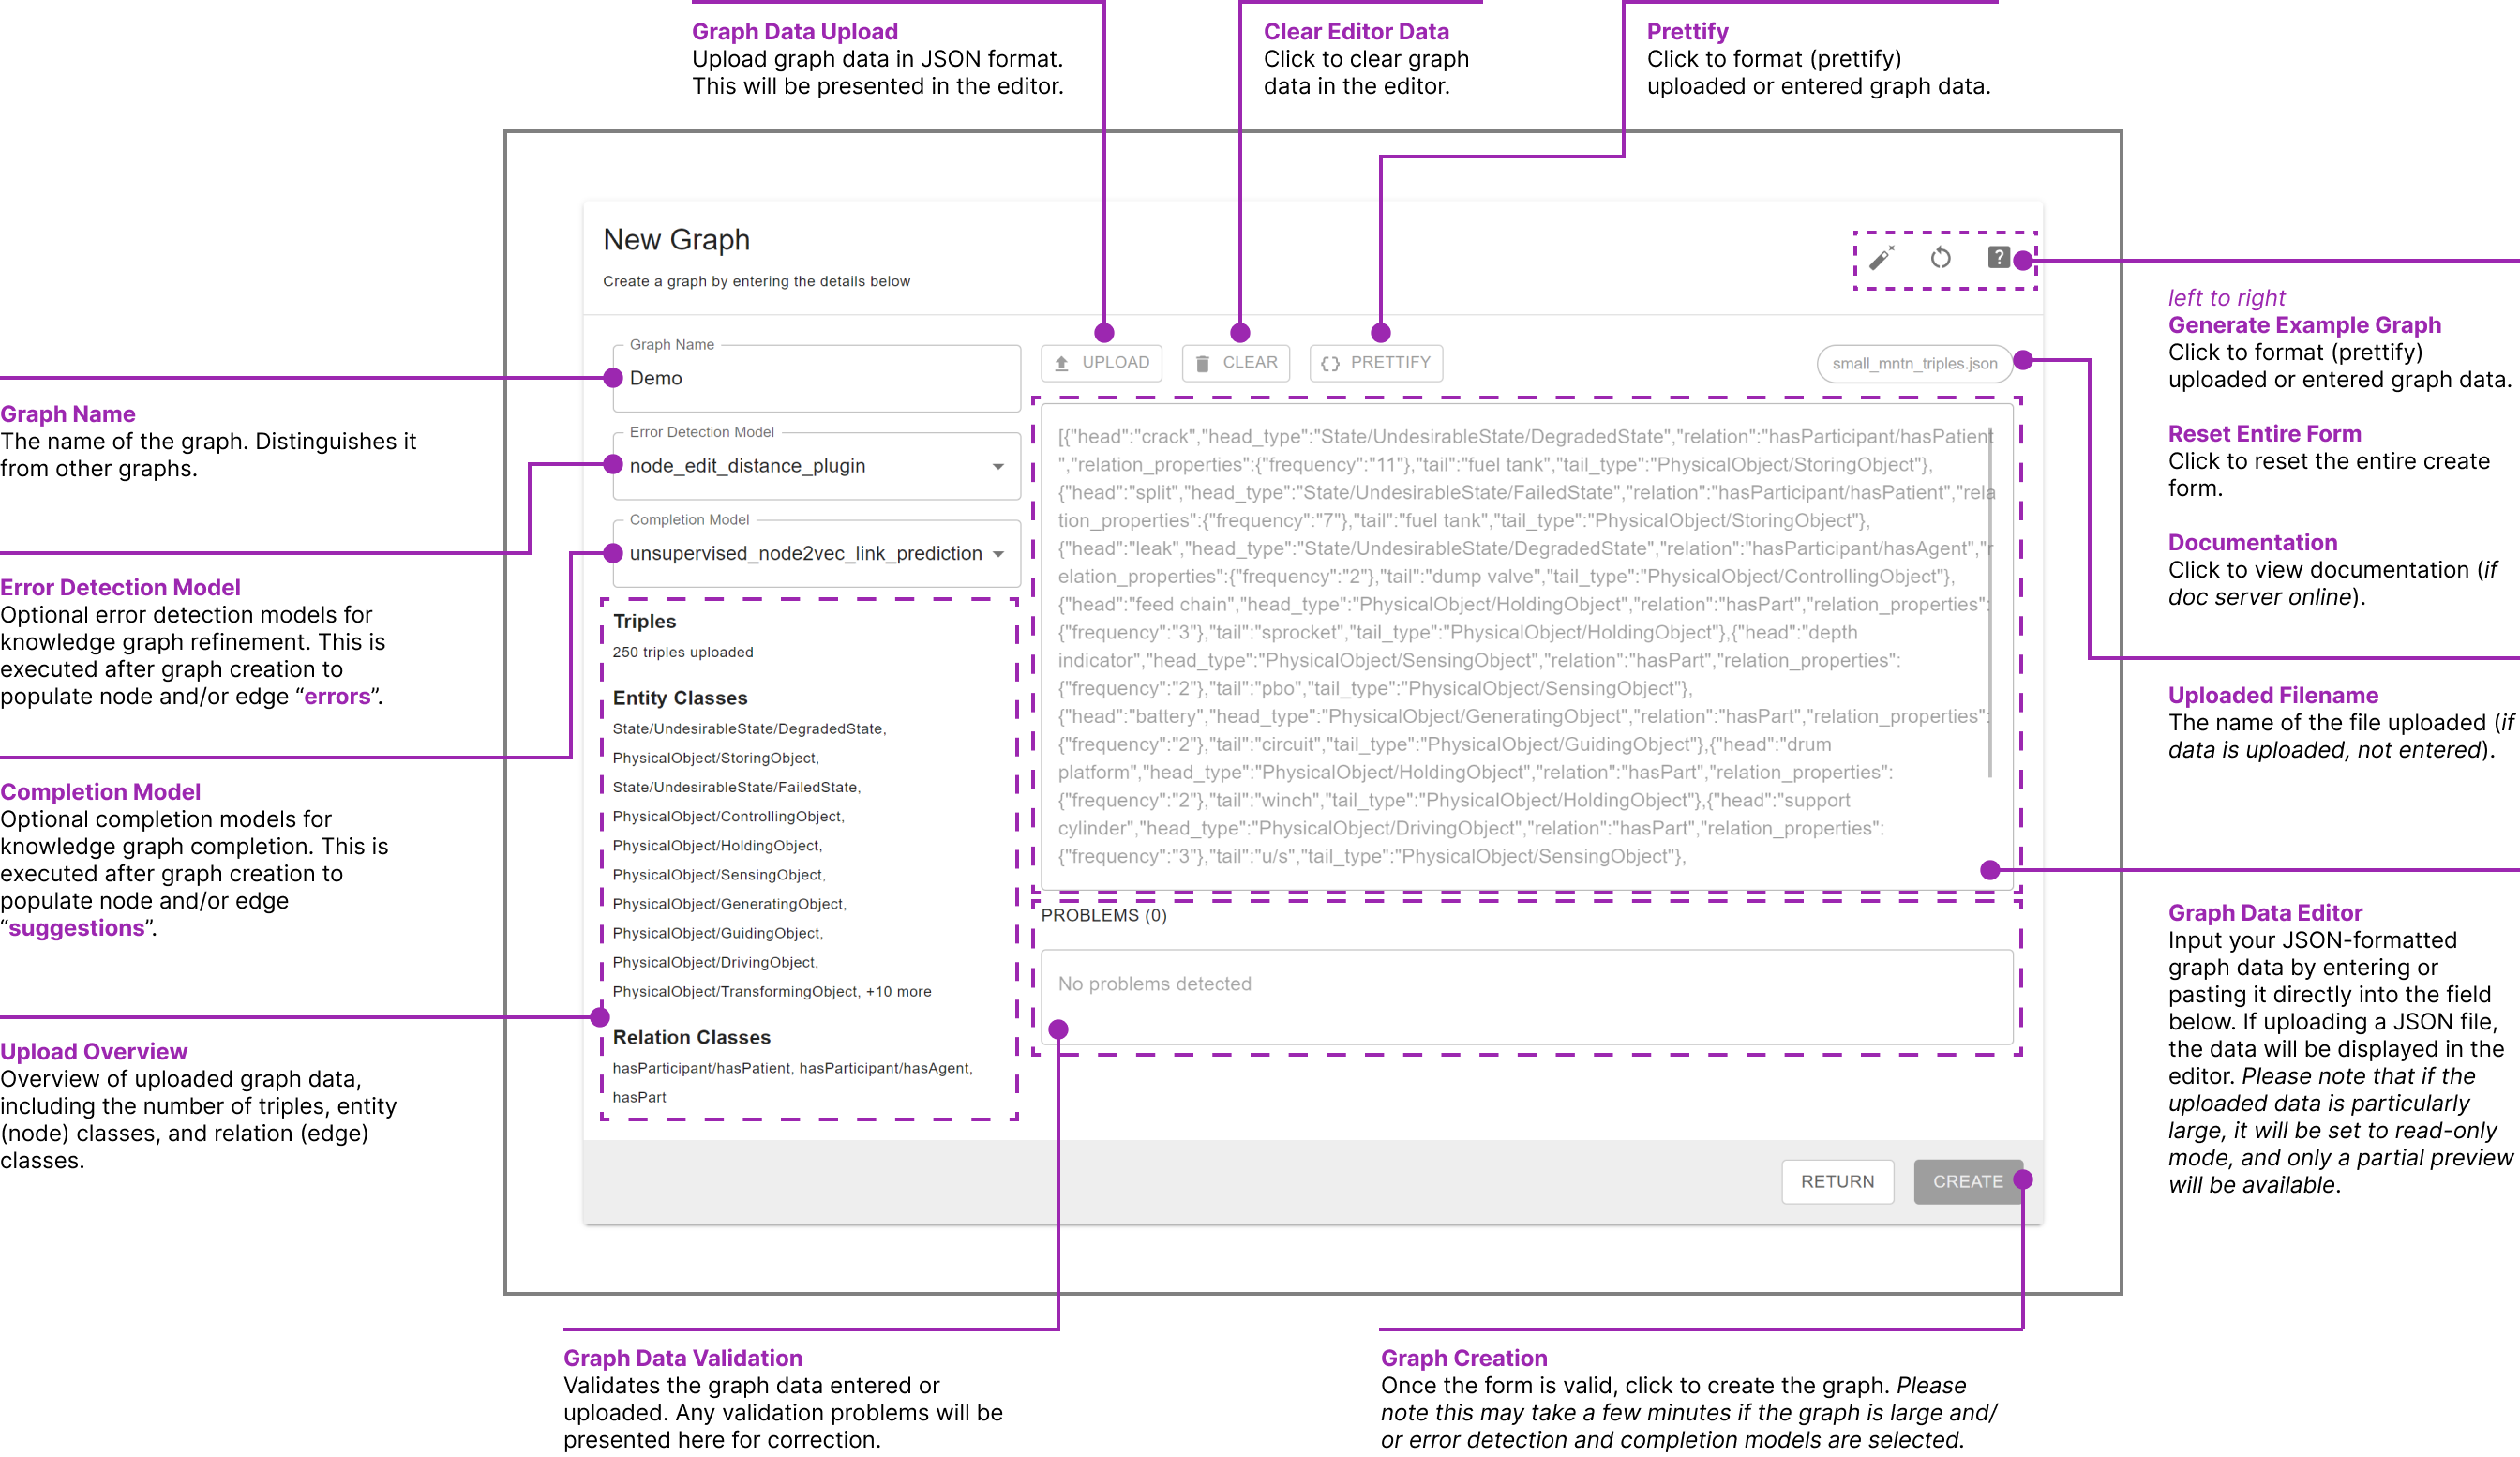 Graph Data Upload
Upload graph data in JSON format.
This will be presented in the editor.
Clear Editor Data
Click to clear graph
data in the editor.
Prettify
Click to format (prettify)
uploaded or entered graph data.
New Graph
Create a graph by entering the details below
left to right
Generate Example Graph
Click to format (prettify)
uploaded or entered graph data.
Reset Entire Form
Click to reset the entire create
form.
Documentation
Click to view documentation (if
doc server online).
Uploaded Filename
The name of the file uploaded (if
data is uploaded, not entered).
Graph Data Editor
Input your JSON-formatted
graph data by entering or
pasting it directly into the field
below. If uploading a JSON file,
the data will be displayed in the
editor. Please note that if the
uploaded data is particularly
large, it will be set to read-only
mode, and only a partial preview
will be available.
Graph Name
The name of the graph. Distinguishes it
from other graphs.
Error Detection Model
Optional error detection models for
knowledge graph refinement. This is
executed after graph creation to
populate node and/or edge “errors”.
Completion Model
Optional completion models for
knowledge graph completion. This is
executed after graph creation to
populate node and/or edge
“suggestions”.
Upload Overview
Overview of uploaded graph data,
including the number of triples, entity
(node) classes, and relation (edge)
classes.
Graph Name
Demo
Error Detection Model
node_edit_distance_plugin
Completion Model
unsupervised_node2vec_link_prediction
Triples
250 triples uploaded
Entity Classes
State/UndesirableState/DegradedState,
PhysicalObject/StoringObject,
State/UndesirableState/FailedState,
PhysicalObject/ControllingObject,
PhysicalObject/HoldingObject,
PhysicalObject/SensingObject,
PhysicalObject/GeneratingObject,
PhysicalObject/GuidingObject,
PhysicalObject/DrivingObject,
PhysicalObject/TransformingObject, +10 more
Relation Classes
hasParticipant/hasPatient, hasParticipant/hasAgent,
hasPart
UPLOAD
CLEAR
{} PRETTIFY
small_mntn_triples.json
[{"head":"crack","head_type":"State/UndesirableState/DegradedState","relation":"hasParticipant/hasPatient
","relation_properties":{"frequency":"11"},"tail":"fuel tank","tail_type":"PhysicalObject/StoringObject"},
{"head":"split","head_type":"State/UndesirableState/FailedState","relation":"hasParticipant/hasPatient","rela
tion_properties":{"frequency":"7"},"tail":"fuel tank","tail_type":"PhysicalObject/StoringObject"},
{"head":"leak","head_type":"State/UndesirableState/DegradedState","relation":"hasParticipant/hasAgent","r
elation_properties":{"frequency":"2"},"tail":"dump valve","tail_type":"PhysicalObject/ControllingObject"},
{"head":"feed chain","head_type":"PhysicalObject/HoldingObject","relation":"hasPart","relation_properties":
{"frequency":"3"},"tail":"sprocket","tail_type":"PhysicalObject/HoldingObject"},{"head":"depth
indicator","head_type":"PhysicalObject/SensingObject","relation":"hasPart","relation_properties":
{"frequency":"2"},"tail":"pbo","tail_type":"PhysicalObject/SensingObject"},
{"head":"battery","head_type":"PhysicalObject/GeneratingObject","relation":"hasPart","relation_properties":
{"frequency":"2"},"tail":"circuit","tail_type":"PhysicalObject/GuidingObject"},{"head":"drum
platform","head_type":"PhysicalObject/HoldingObject","relation":"hasPart","relation_properties":
{"frequency":"2"},"tail":"winch","tail_type":"PhysicalObject/HoldingObject"},{"head":"support
cylinder","head_type":"PhysicalObject/DrivingObject","relation":"hasPart","relation_properties":
{"frequency":"3"},"tail":"u/s","tail_type":"PhysicalObject/SensingObject"},
PROBLEMS (0)
No problems detected
RETURN
CREATE
Graph Data Validation
Validates the graph data entered or
uploaded. Any validation problems will be
presented here for correction.
Graph Creation
Once the form is valid, click to create the graph. Please
note this may take a few minutes if the graph is large and/
or error detection and completion models are selected.